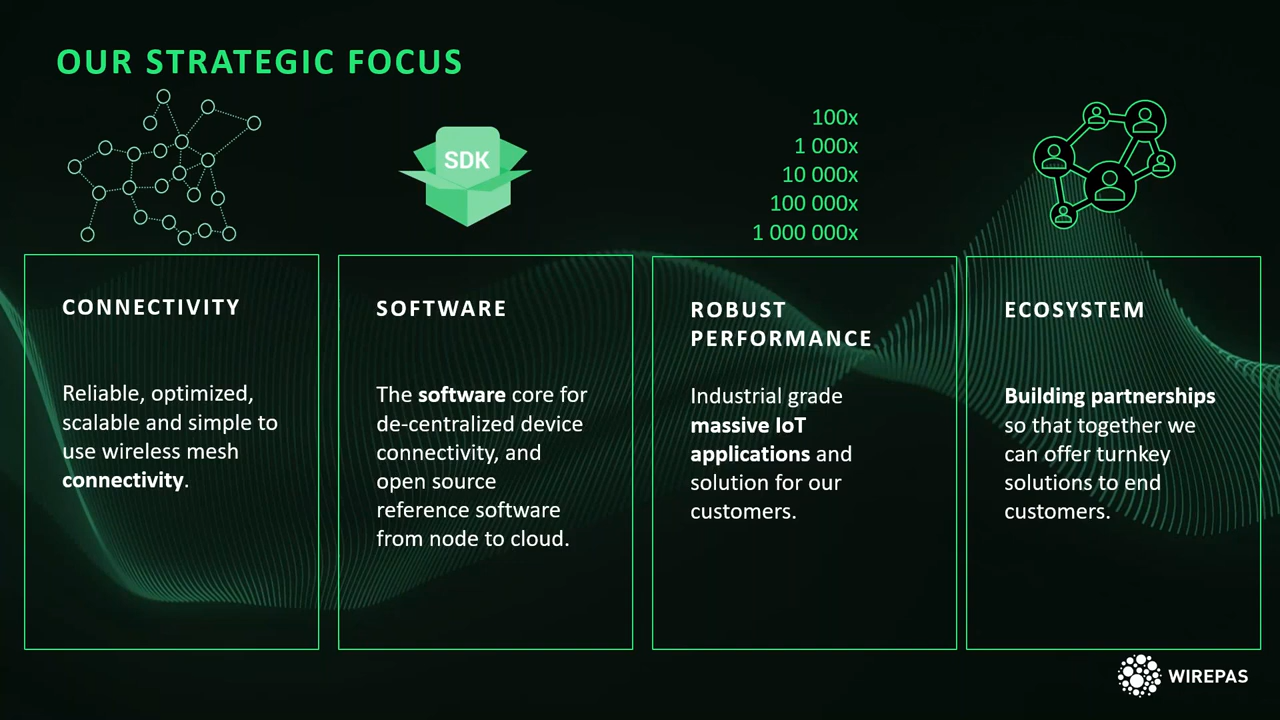 OUR STRATEGIC FOCUS
SDK
100x
1 000x
10 000x
100 000x
1 000 000x
CONNECTIVITY
Reliable, optimized,
scalable and simple to
use wireless mesh
connectivity.
SOFTWARE
The software core for
de-centralized device
connectivity, and
open source
reference software
from node to cloud.
ROBUST
PERFORMANCE
Industrial grade
massive IoT
applications and
solution for our
customers.
ECOSYSTEM
Building partnerships
so that together we
can offer turnkey
solutions to end
customers.
WIREPAS